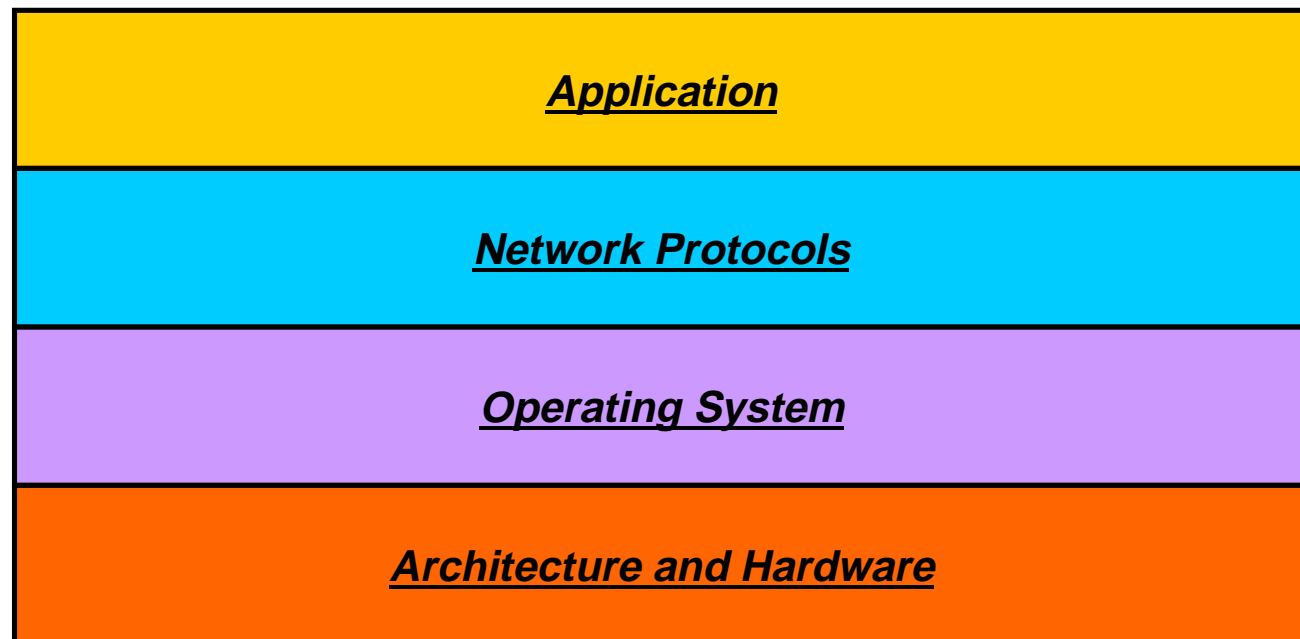 Application
Network Protocols
Operating System
Architecture and Hardware